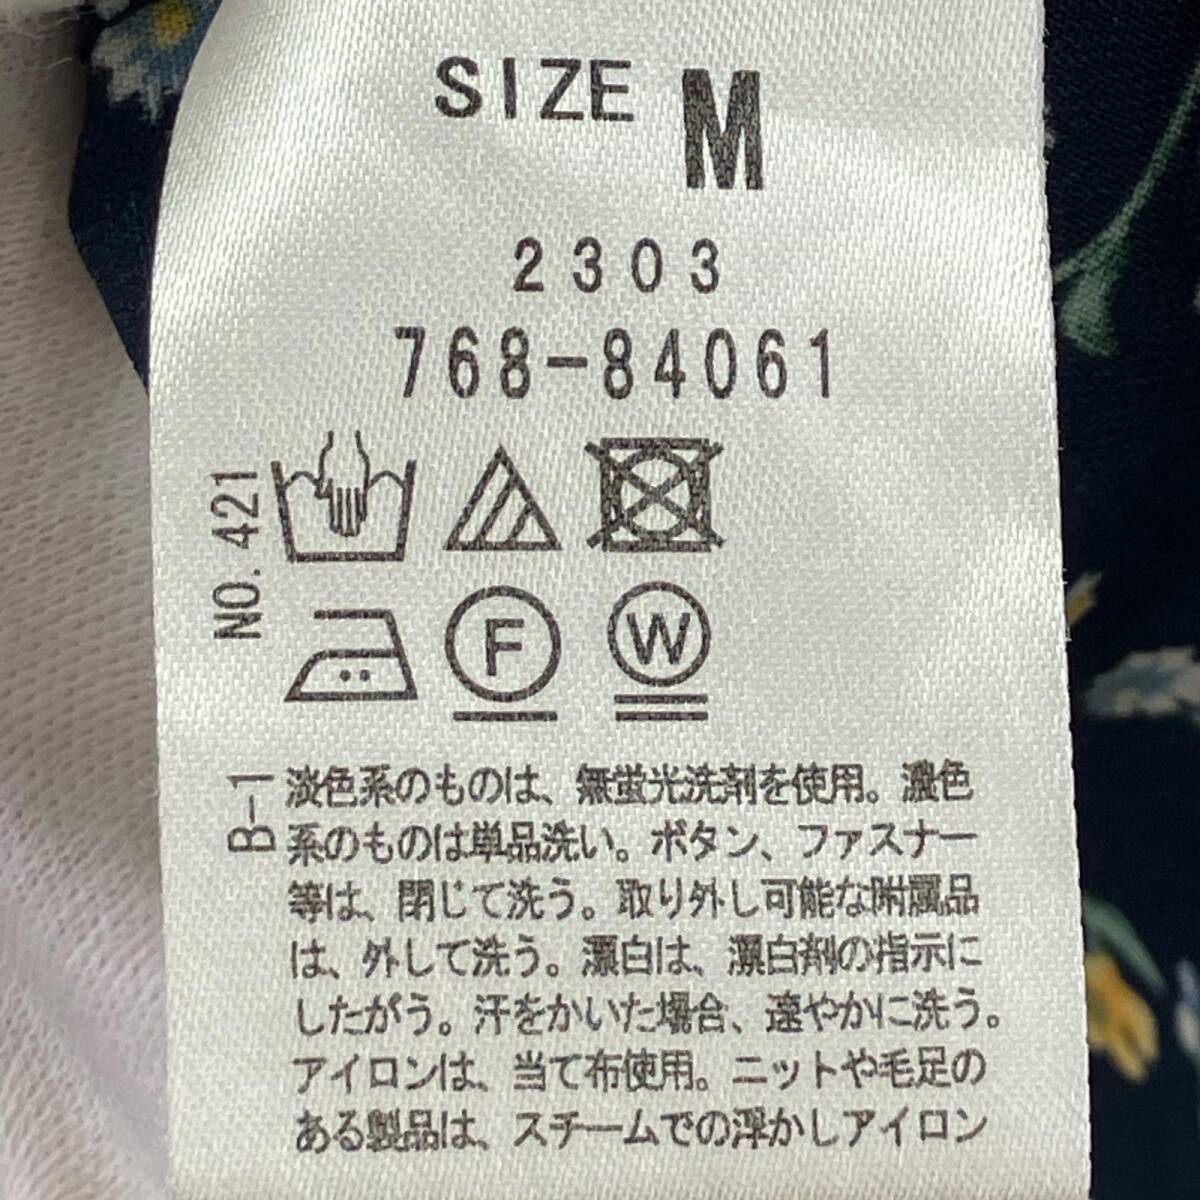 SIZE M
2303
768-84061
NO. 421
F
W
B-1
淡色系のものは、無蛍光洗剤を使用。濃色
系のものは単品洗い。ボタン、ファスナー
等は、閉じて洗う。取り外し可能な附属品
は、外して洗う。漂白は、漂白剤の指示に
したがう。汗をかいた場合、速やかに洗う。
アイロンは、当て布使用。ニットや毛足の
ある製品は、スチームでの浮かしアイロン